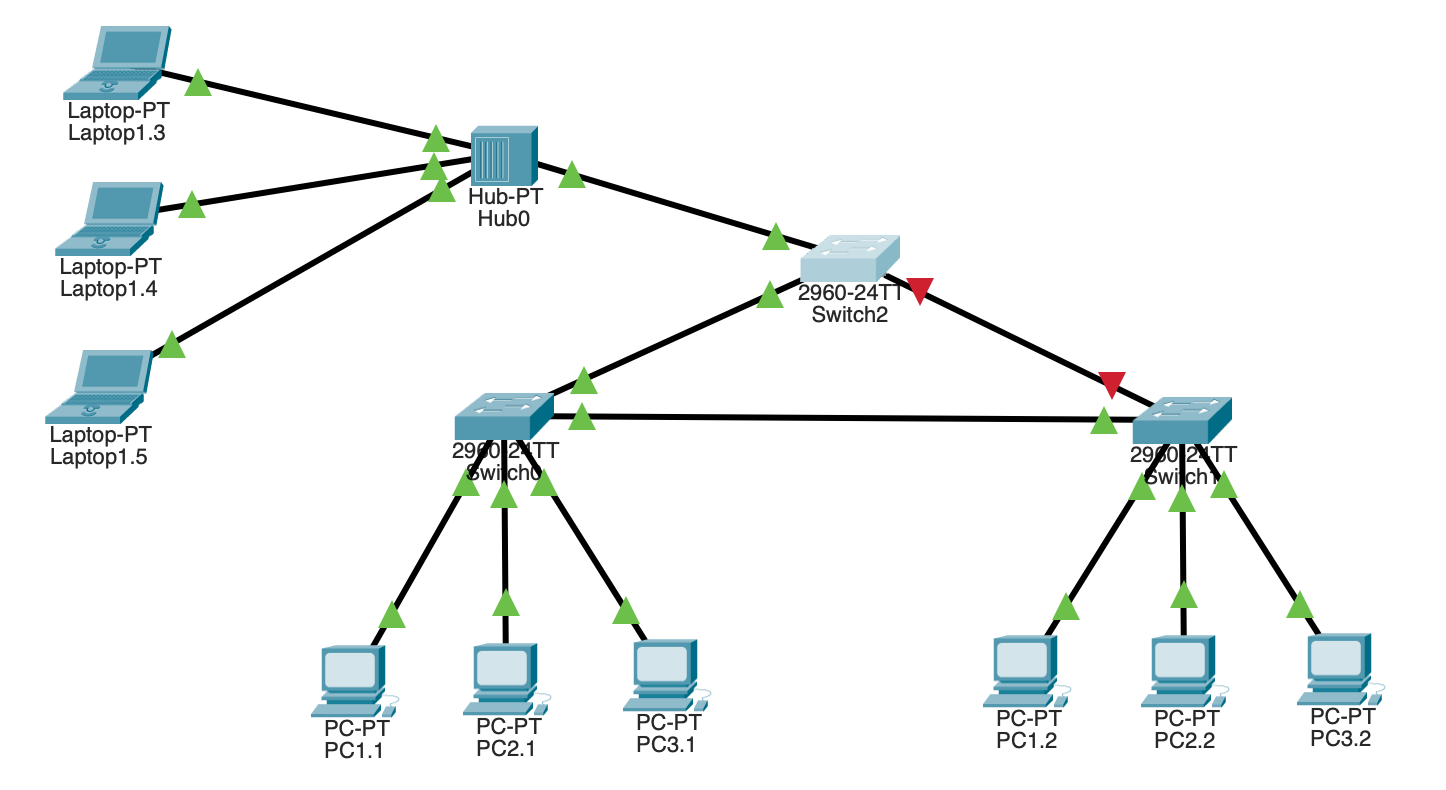 Laptop-PT
Laptop1.3
Laptop-PT
Laptop1.4
Laptop-PT
Laptop1.5
Hub-PT
Hub0
2960-24TT
Switch2
2960-24TT
Switch0
2960-24TT
Switch1
PC-PT
PC1.1
PC-PT
PC2.1
PC-PT
PC3.1
PC-PT
PC1.2
PC-PT
PC2.2
PC-PT
PC3.2